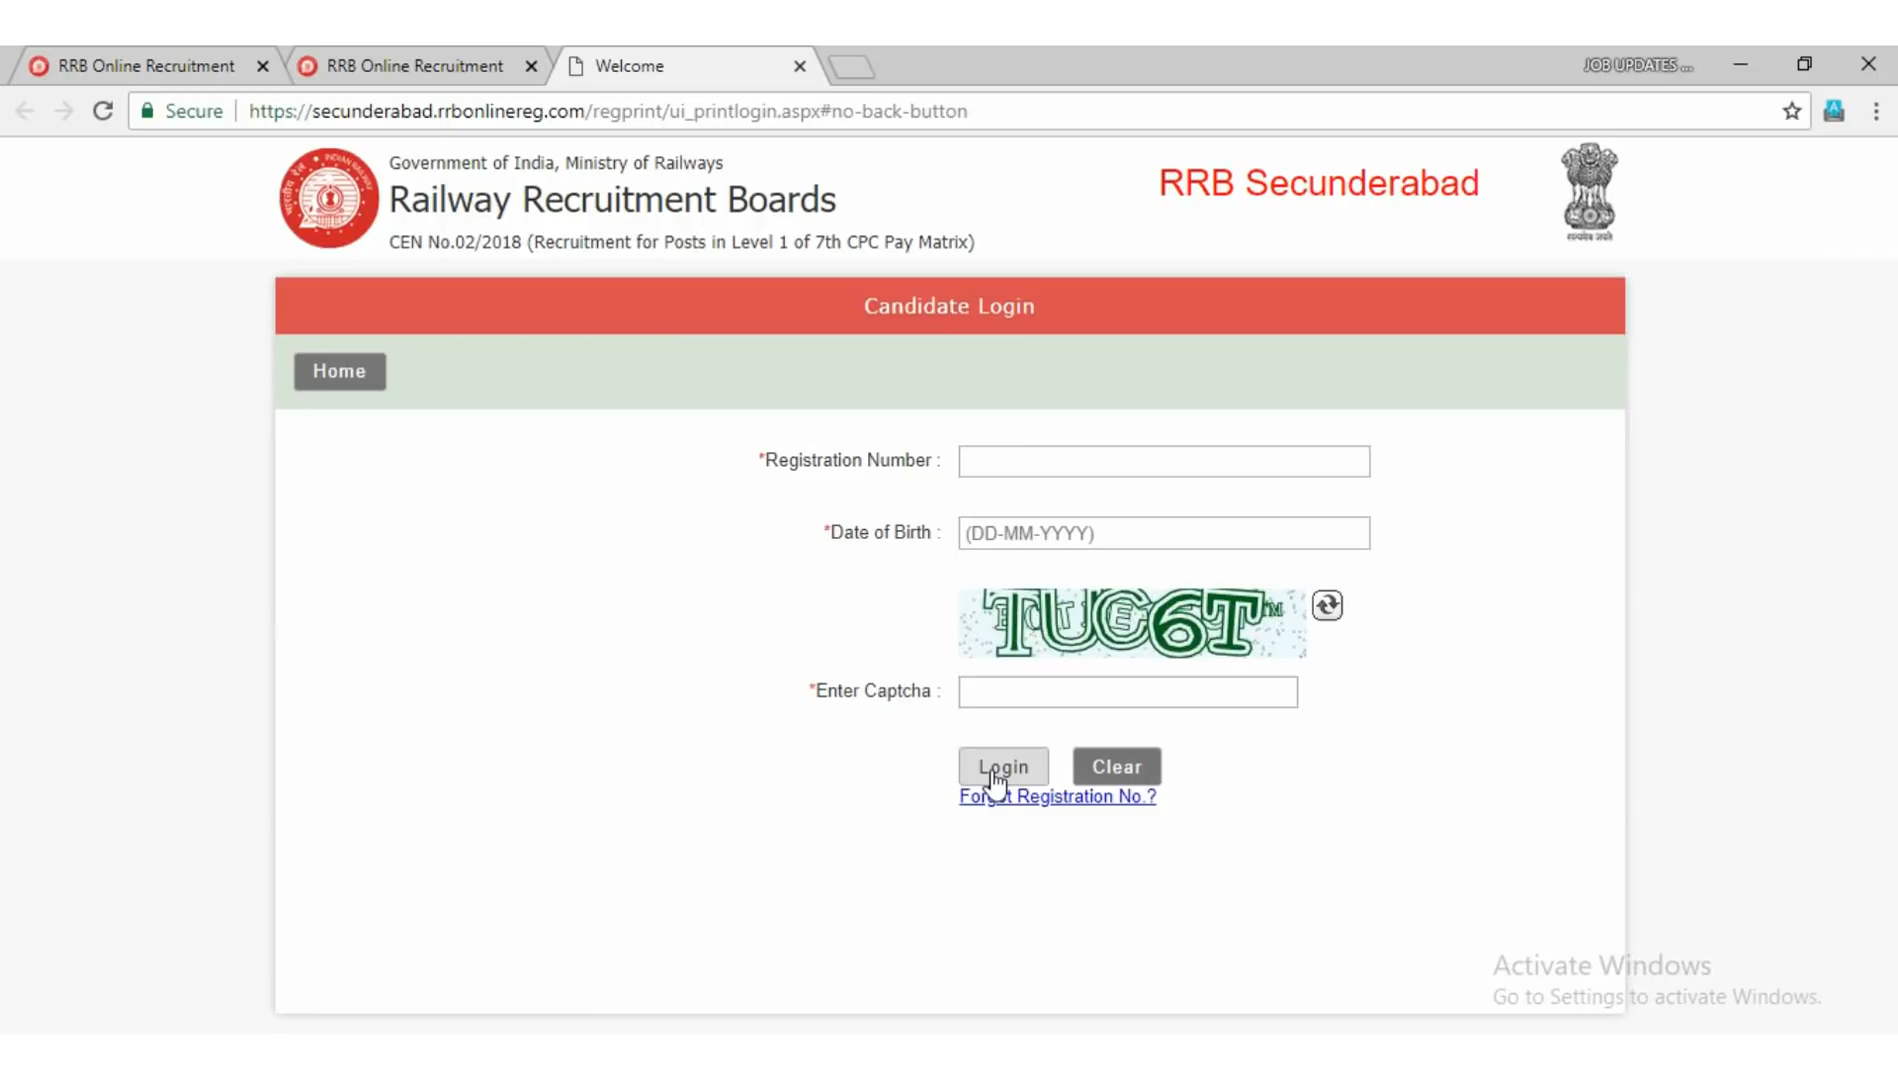 RRB Online Recruitment
RRB Online Recruitment
Welcome
JOB UPDATES ...
Secure
https://secunderabad.rrbonlinereg.com/regprint/ui_printlogin.aspx#no-back-button
Government of India, Ministry of Railways
Railway Recruitment Boards
CEN No.02/2018 (Recruitment for Posts in Level 1 of 7th CPC Pay Matrix)
RRB Secunderabad
Candidate Login
Home
*Registration Number :
*Date of Birth :
(DD-MM-YYYY)
*Enter Captcha :
Login
Clear
Forgot Registration No.?
Activate Windows
Go to Settings to activate Windows.